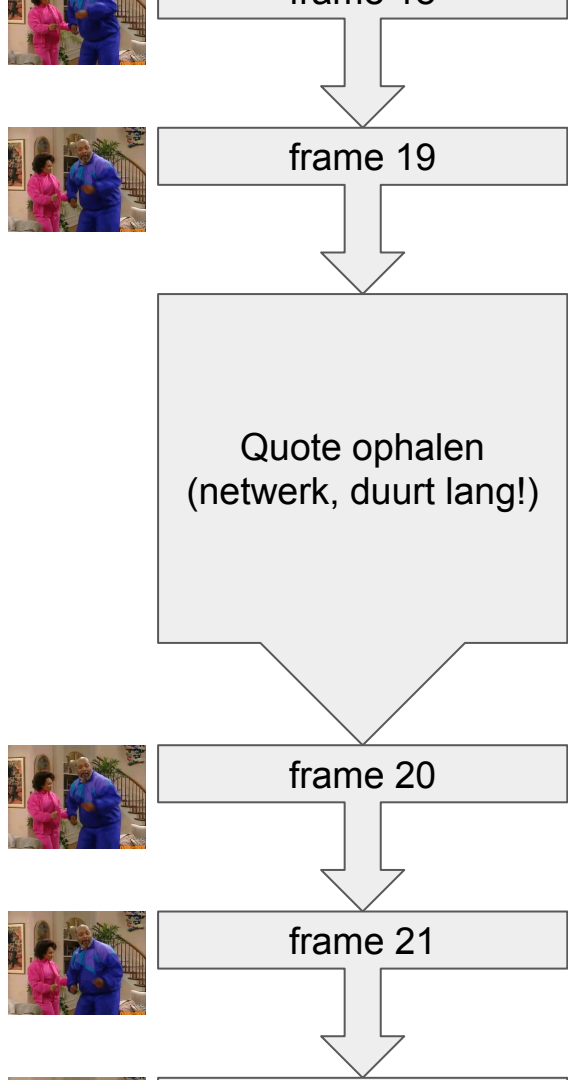 frame 19
Quote ophalen
(netwerk, duurt lang!)
frame 20
frame 21